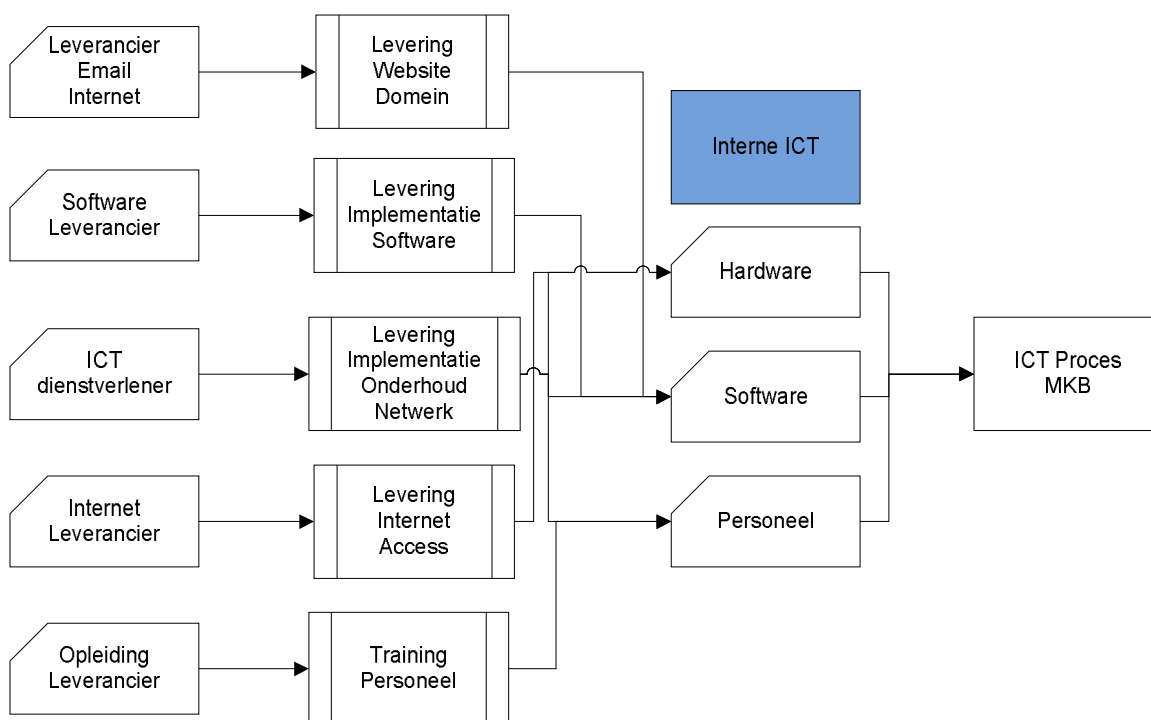 Leverancier
Email
Internet
Levering
Website
Domein
Interne ICT
Software
Leverancier
Levering
Implementatie
Software
Hardware
ICT
dienstverlener
Levering
Implementatie
Onderhoud
Netwerk
Software
ICT Proces
MKB
Internet
Leverancier
Levering
Internet
Access
Personeel
Opleiding
Leverancier
Training
Personeel